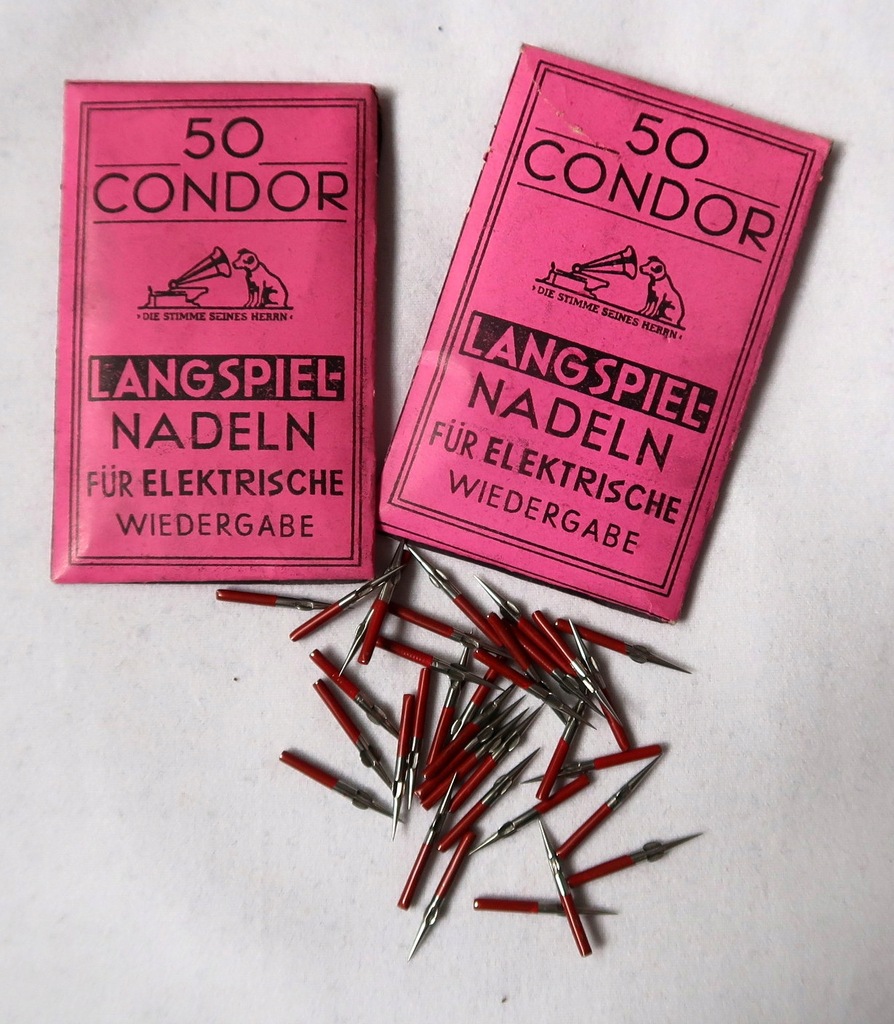 50
CONDOR
„DIE STIMME SEINES HERRN“
LANGSPIEL-
NADELN
FÜR ELEKTRISCHE
WIEDERGABE
50
CONDOR
„DIE STIMME SEINES HERRN“
LANGSPIEL-
NADELN
FÜR ELEKTRISCHE
WIEDERGABE